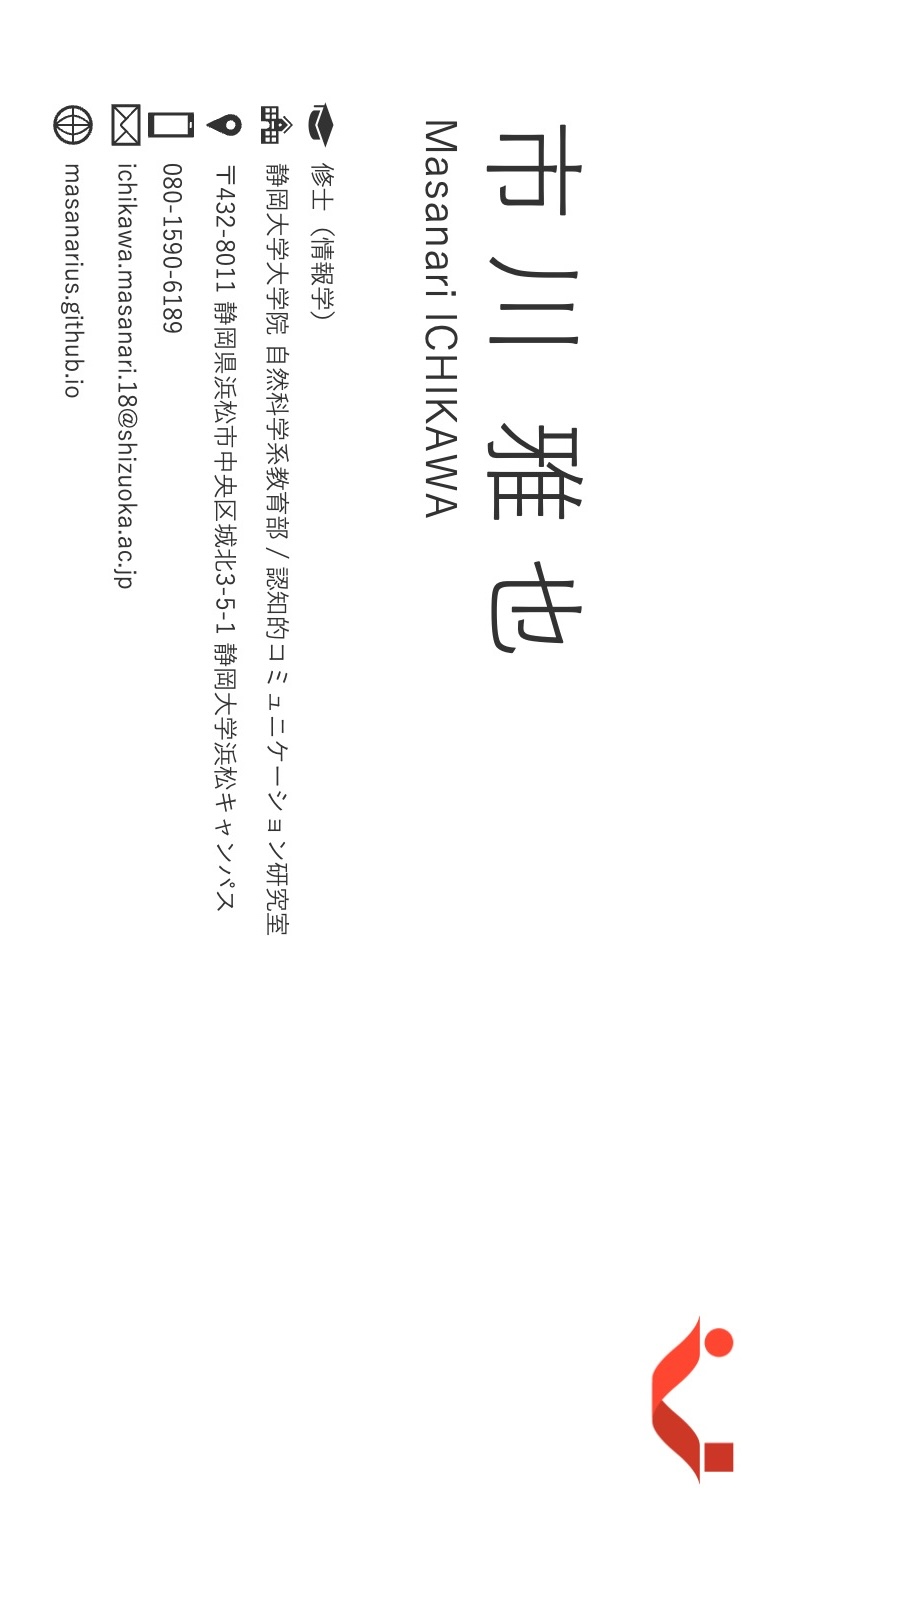 市川 雅也
Masanari ICHIKAWA
修士（情報学）
静岡大学大学院 自然科学系教育部 / 認知的コミュニケーション研究室
〒432-8011 静岡県浜松市中央区城北3-5-1 静岡大学浜松キャンパス
080-1590-6189
ichikawa.masanari.18@shizuoka.ac.jp
masanarius.github.io